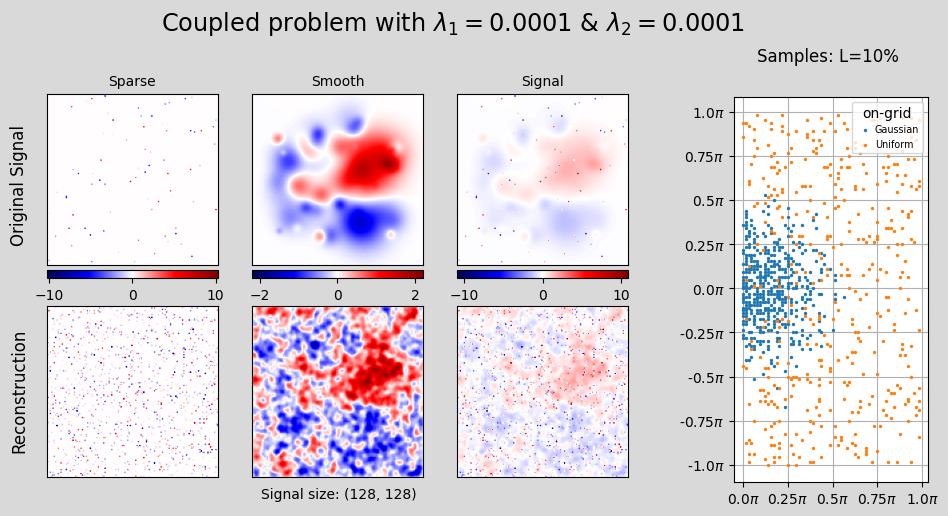 Coupled problem with λ₁ = 0.0001 & λ₂ = 0.0001
Samples: L=10%
Sparse
Smooth
Signal
Original Signal
−10 0 10
−2 0 2
−10 0 10
Reconstruction
Signal size: (128, 128)
on-grid
Gaussian
Uniform
1.0π
0.75π
0.5π
0.25π
0.0π
-0.25π
-0.5π
-0.75π
-1.0π
0.0π 0.25π 0.5π 0.75π 1.0π